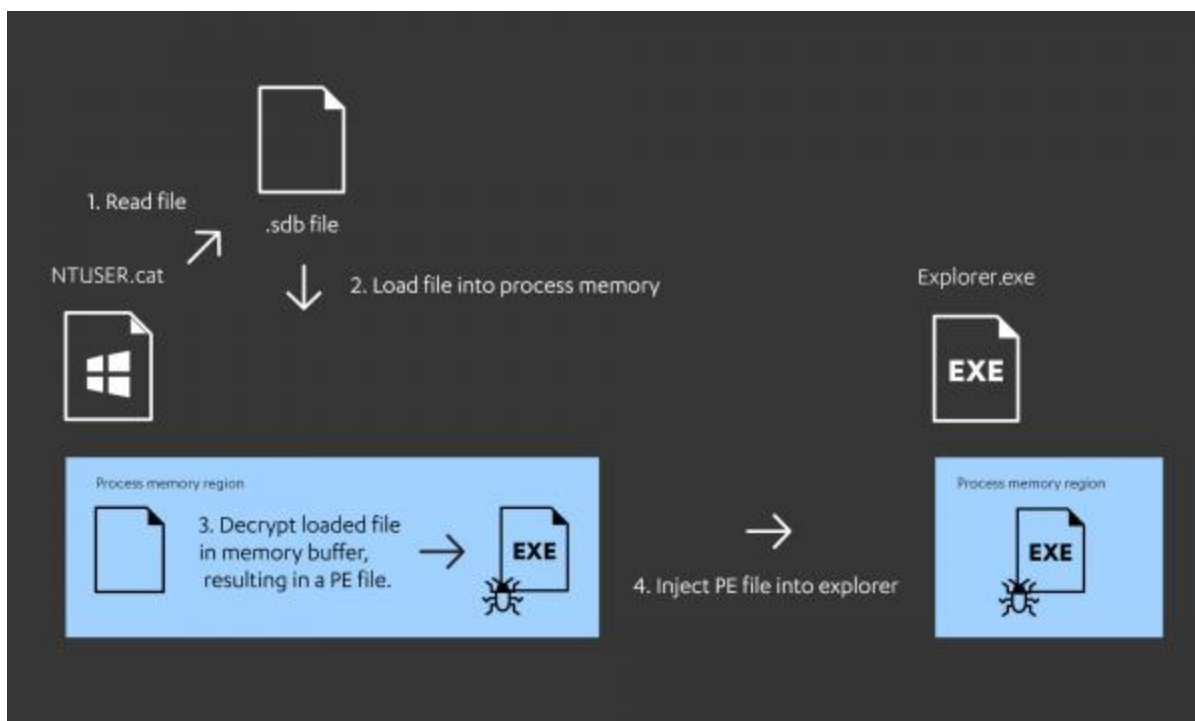 1. Read file
.sdb file
NTUSER.cat
2. Load file into process memory
Explorer.exe
EXE
Process memory region
3. Decrypt loaded file
in memory buffer,
resulting in a PE file.
EXE
4. Inject PE file into explorer
Process memory region
EXE